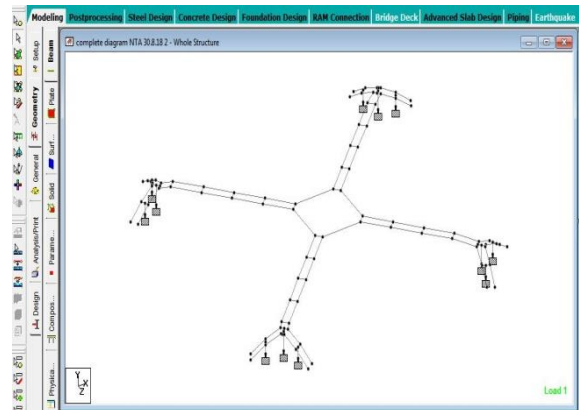 Modeling Postprocessing Steel Design Concrete Design Foundation Design RAM Connection Bridge Deck Advanced Slab Design Piping Earthquake
complete diagram NTA 30.8.18 2 - Whole Structure
Setup
Geometry
General
Analysis/Print
Design
Beam
Plate
Surf...
Solid
Parame...
Compos...
Physica...
Y
X
Z
Load 1